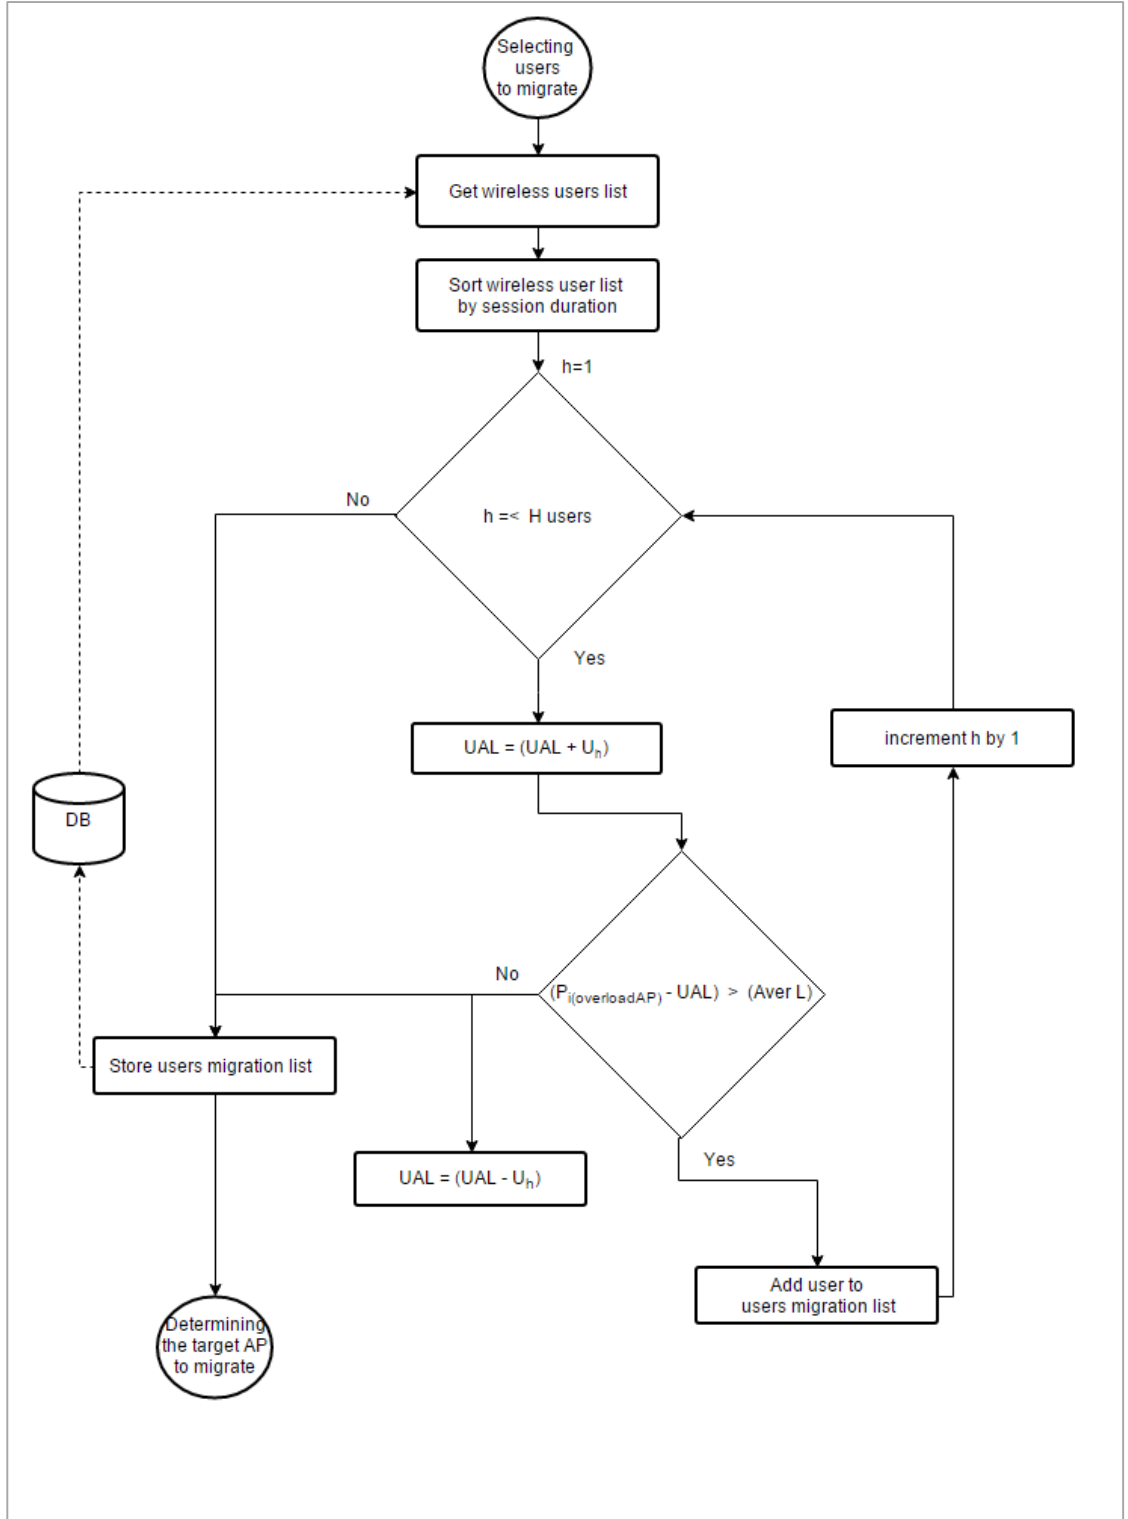 Selecting
users
to migrate
Get wireless users list
Sort wireless user list
by session duration
h=1
No
h =< H users
Yes
UAL = (UAL + Uh)
increment h by 1
DB
No
(Pi(overloadAP) - UAL) > (Aver L)
Store users migration list
Yes
UAL = (UAL - Uh)
Add user to
users migration list
Determining
the target AP
to migrate